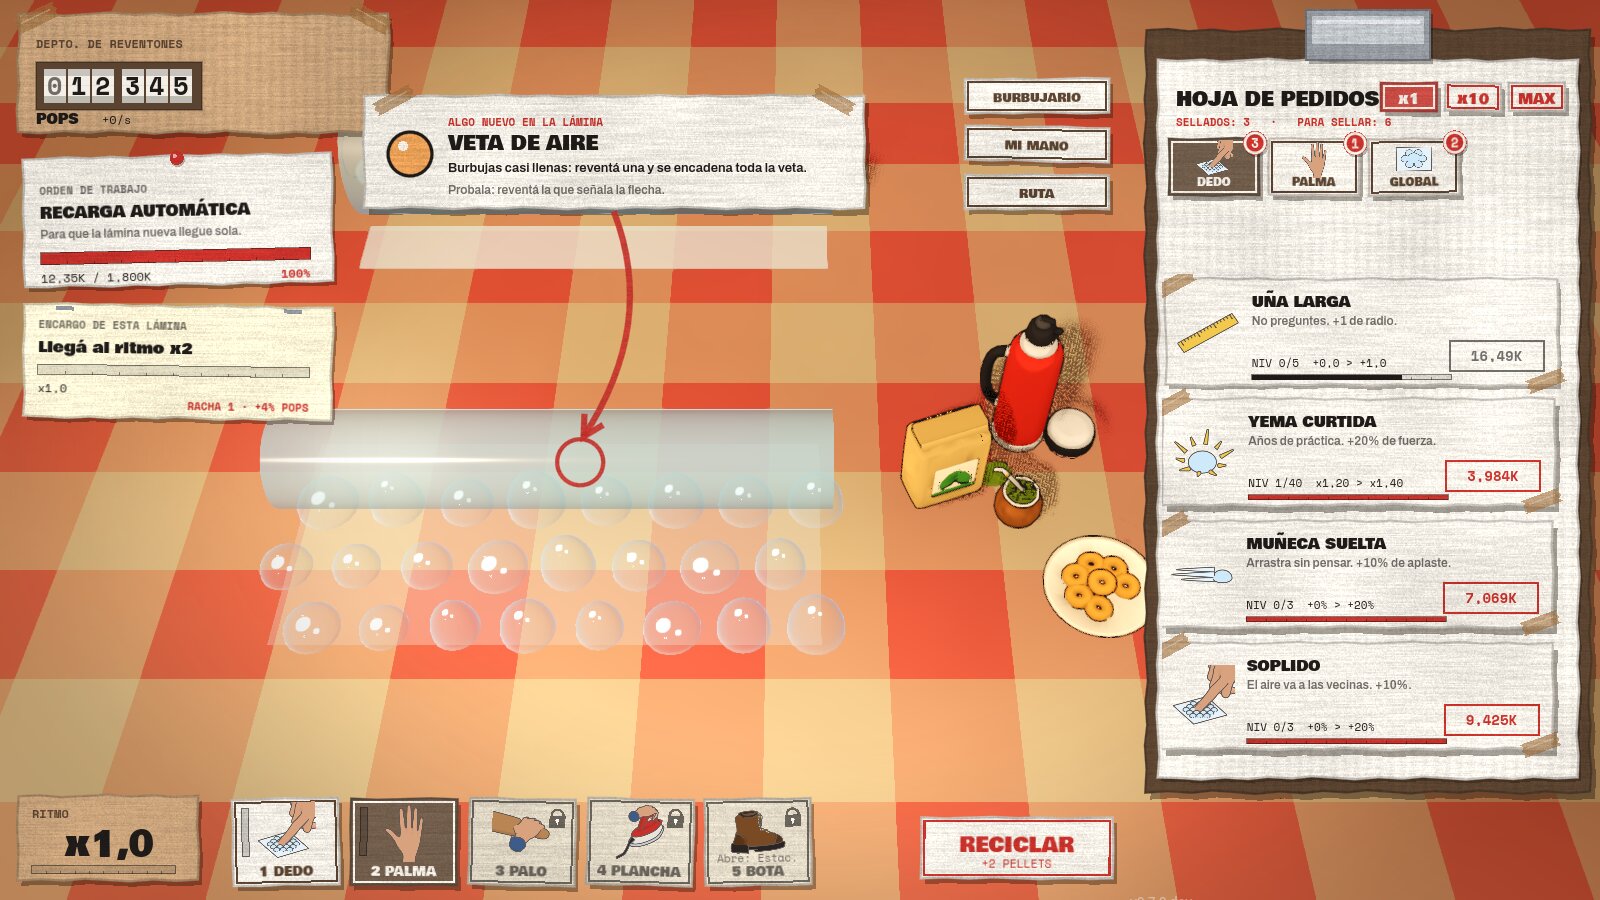 DEPTO. DE REVENTONES
012345
POPS +0/s
ORDEN DE TRABAJO
RECARGA AUTOMÁTICA
Para que la lámina nueva llegue sola.
12,35K / 1,800K 100%
ENCARGO DE ESTA LÁMINA
Llegá al ritmo x2
x1,0
RACHA 1 · +4% POPS
ALGO NUEVO EN LA LÁMINA
VETA DE AIRE
Burbujas casi llenas: reventá una y se encadena toda la veta.
Probala: reventá la que señala la flecha.
BURBUJARIO
MI MANO
RUTA
HOJA DE PEDIDOS x1 x10 MAX
SELLADOS: 3 · PARA SELLAR: 6
3 1 2
DEDO PALMA GLOBAL
UÑA LARGA
No preguntes. +1 de radio.
NIV 0/5 +0,0 > +1,0 16,49K
YEMA CURTIDA
Años de práctica. +20% de fuerza.
NIV 1/40 x1,20 > x1,40 3,984K
MUÑECA SUELTA
Arrastra sin pensar. +10% de aplaste.
NIV 0/3 +0% > +20% 7,069K
SOPLIDO
El aire va a las vecinas. +10%.
NIV 0/3 +0% > +20% 9,425K
RITMO
x1,0
1 DEDO
2 PALMA
3 PALO
4 PLANCHA
Abre: Estac.
5 BOTA
RECICLAR
+2 PELLETS